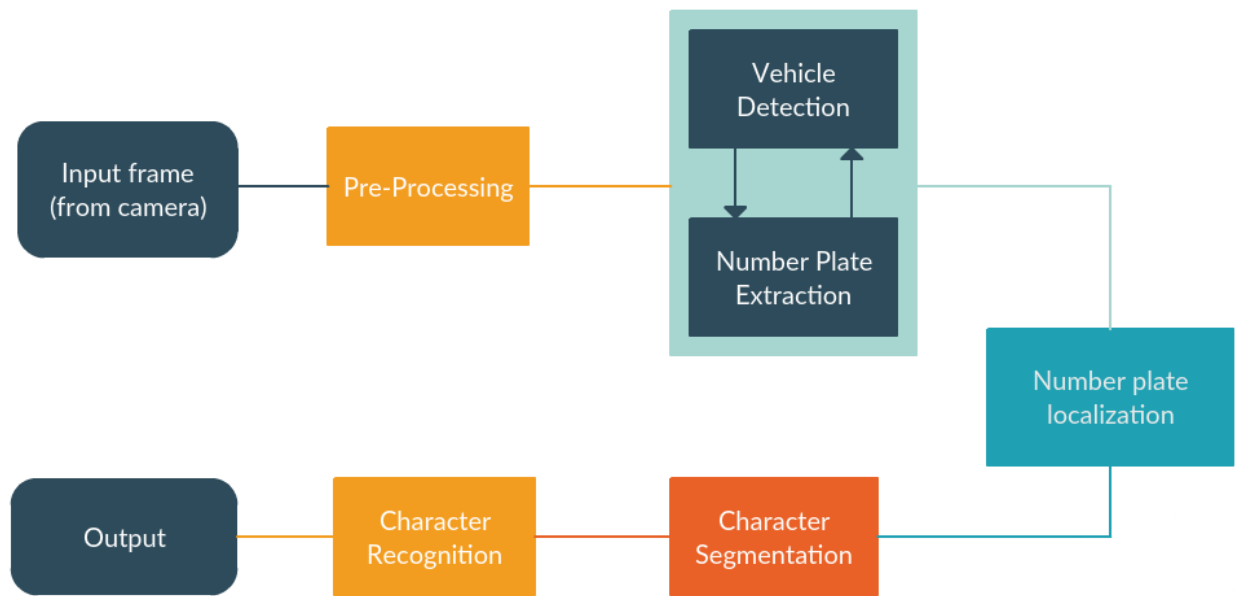 Input frame
(from camera)
Pre-Processing
Vehicle
Detection
Number Plate
Extraction
Number plate
localization
Character
Segmentation
Character
Recognition
Output